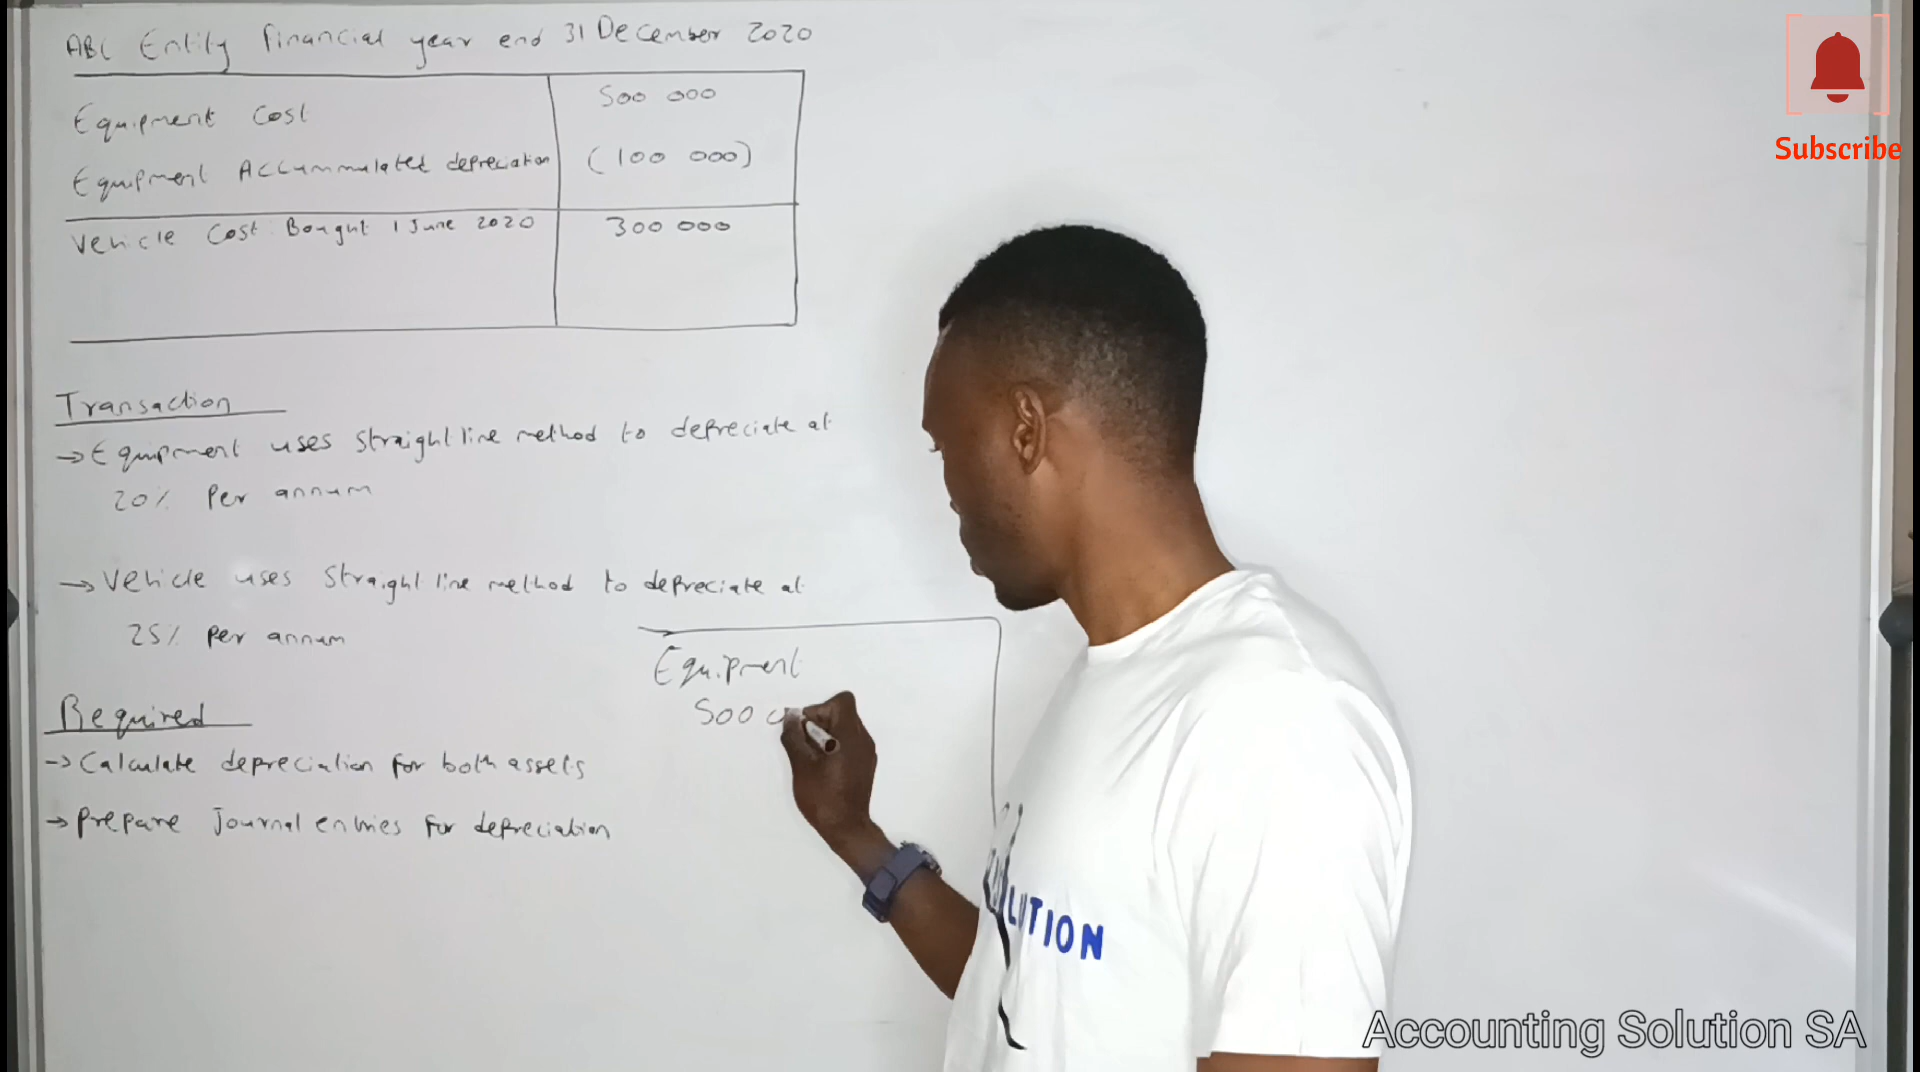 ABC Entity financial year end 31 December 2020
Equipment Cost 500 000
Equipment Accummulated depreciation (100 000)
Vehicle Cost Bought 1 June 2020 300 000
Transaction
→ Equipment uses straight line method to depreciate at
20% Per annum
→ Vehicle uses straight line method to depreciate at
25% Per annum
Required
→ Calculate depreciation for both assets
→ Prepare Journal entries for depreciation
Equipment
500
Subscribe
LUTION
Accounting Solution SA